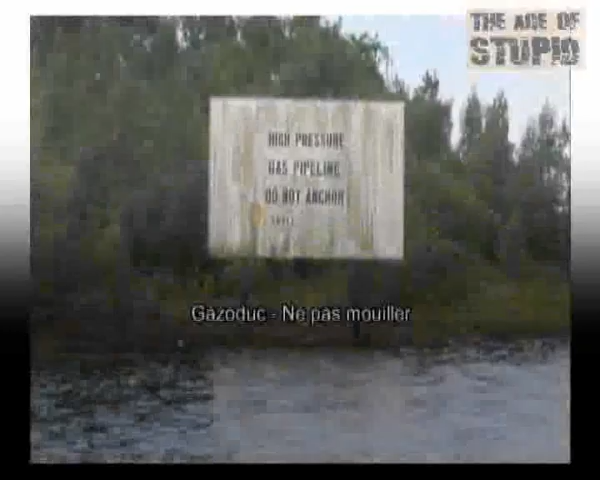 THE AGE OF
STUPID
HIGH PRESSURE
GAS PIPELINE
DO NOT ANCHOR
Gazoduc - Ne pas mouiller